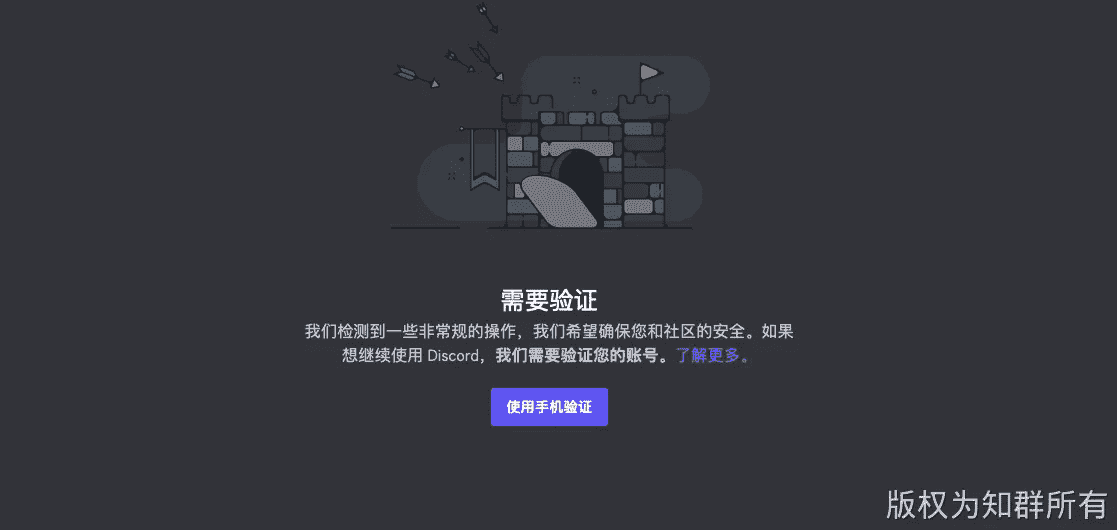 需要验证
我们检测到一些非常规的操作，我们希望确保您和社区的安全。如果
想继续使用 Discord，我们需要验证您的账号。了解更多。
使用手机验证
版权为知群所有